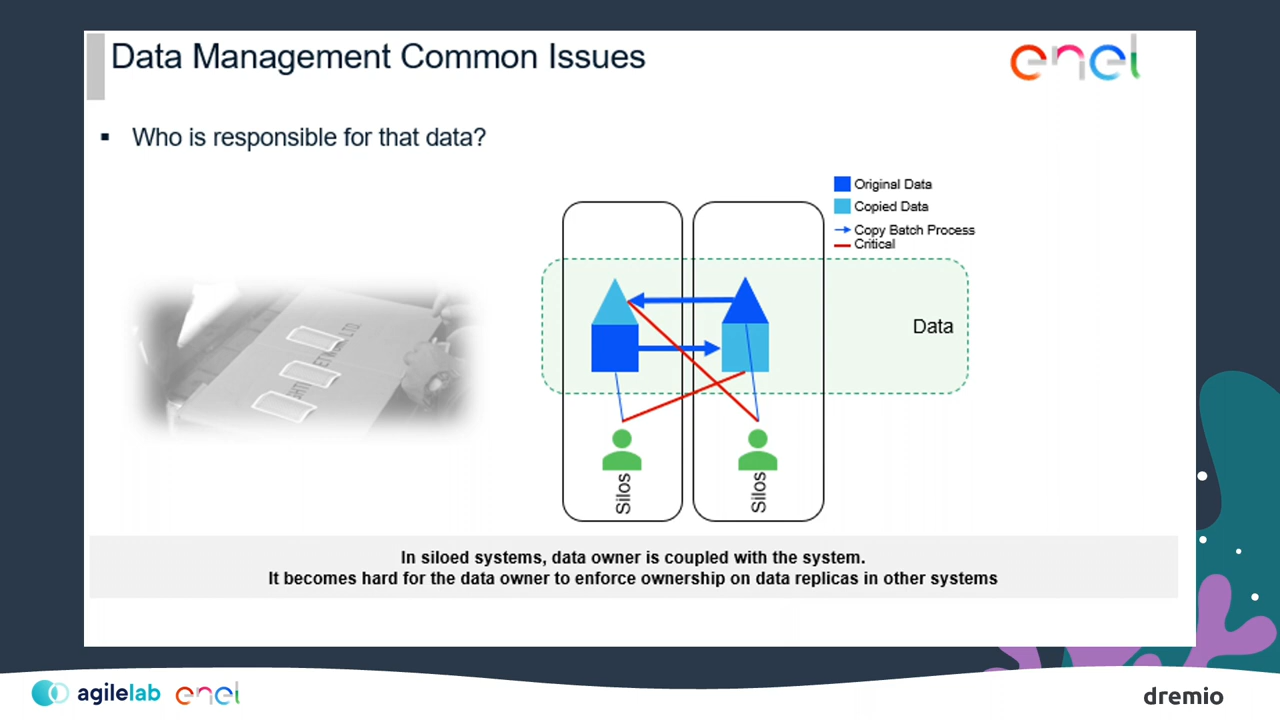 Data Management Common Issues
enel
▪ Who is responsible for that data?
Original Data
Copied Data
Copy Batch Process
Critical
Data
Silos
Silos
In siloed systems, data owner is coupled with the system.
It becomes hard for the data owner to enforce ownership on data replicas in other systems
agilelab enel
dremio